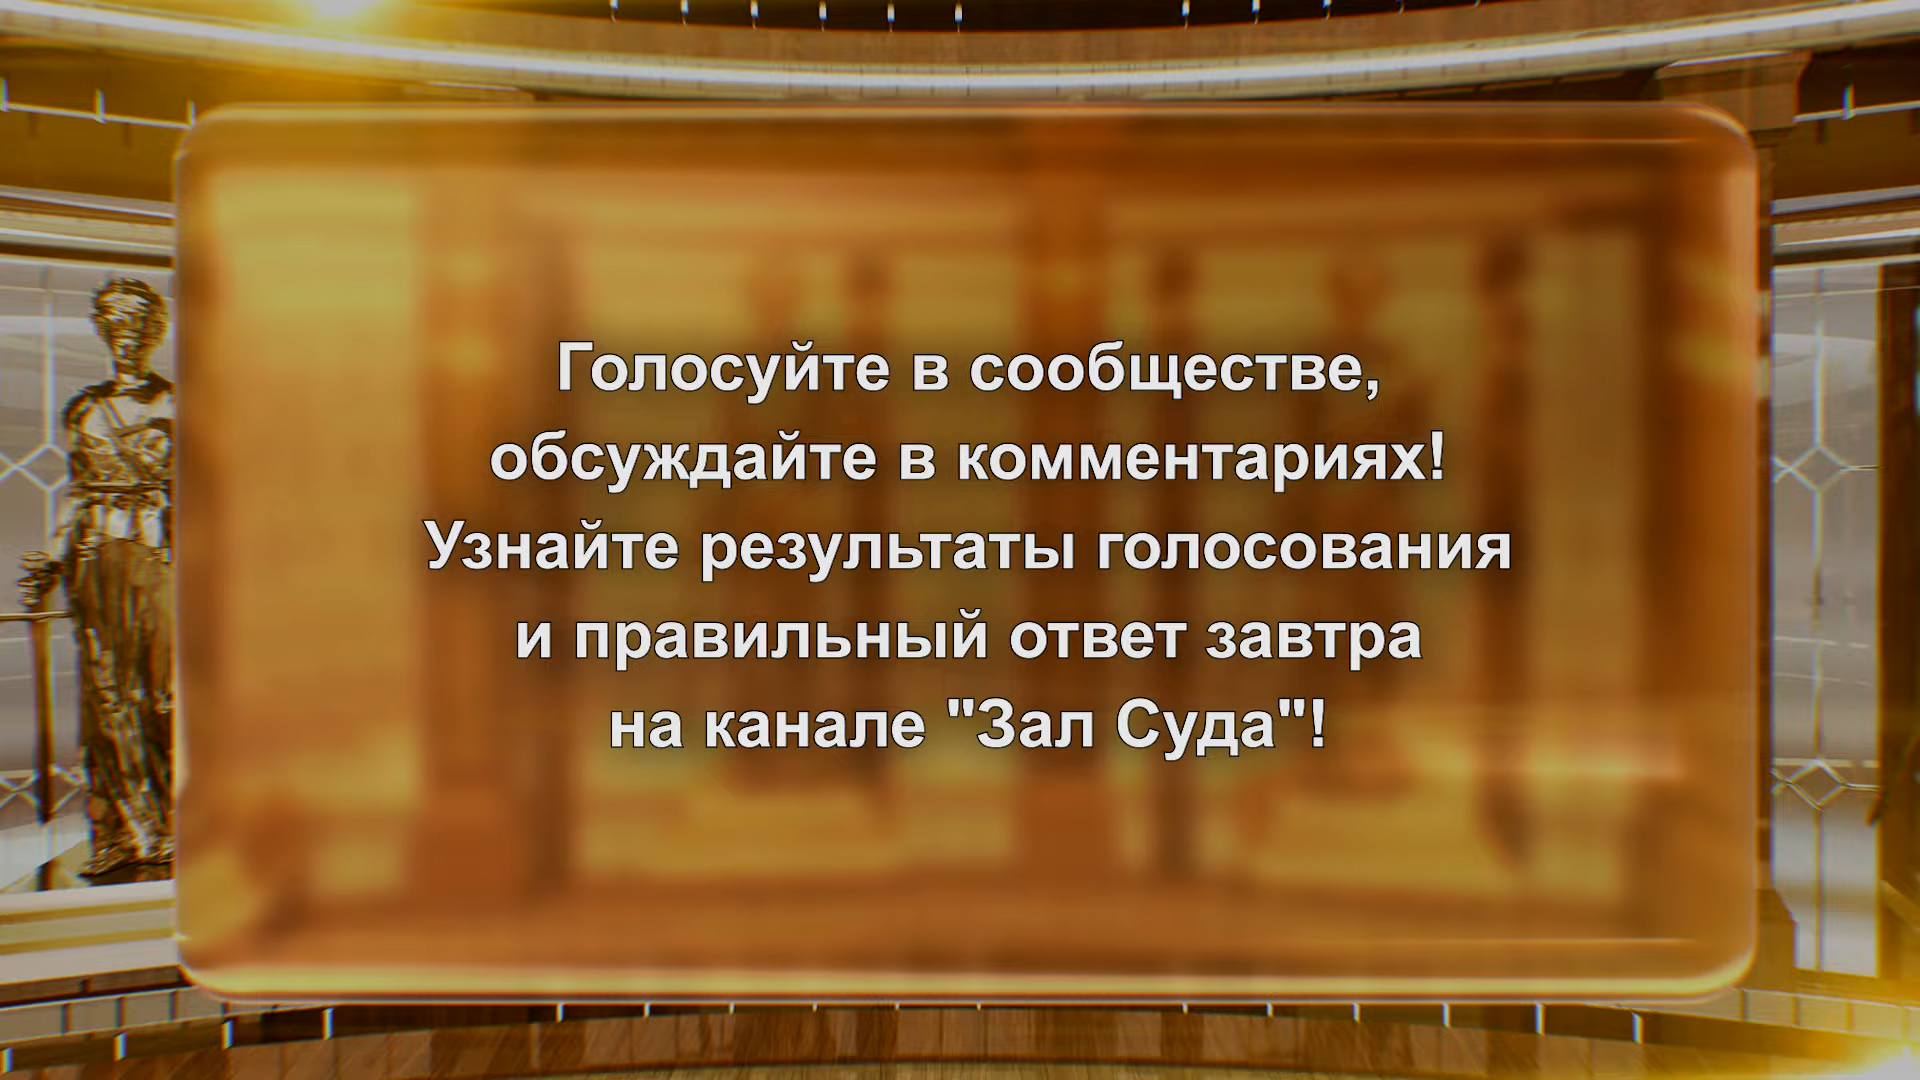 Голосуйте в сообществе,
обсуждайте в комментариях!
Узнайте результаты голосования
и правильный ответ завтра
на канале "Зал Суда"!